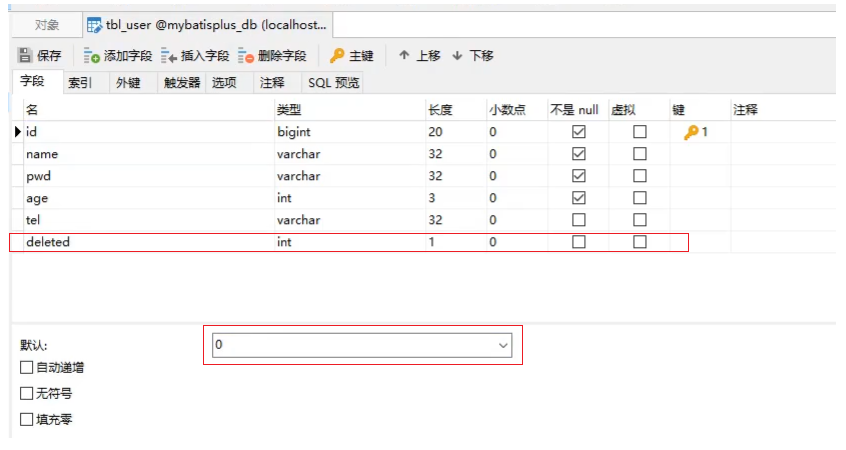 对象 tbl_user @mybatisplus_db (localhost...
保存 添加字段 插入字段 删除字段 主键 上移 下移
字段 索引 外键 触发器 选项 注释 SQL 预览
名 类型 长度 小数点 不是 null 虚拟 键 注释
id bigint 20 0 1
name varchar 32 0
pwd varchar 32 0
age int 3 0
tel varchar 32 0
deleted int 1 0
默认: 0
自动递增
无符号
填充零